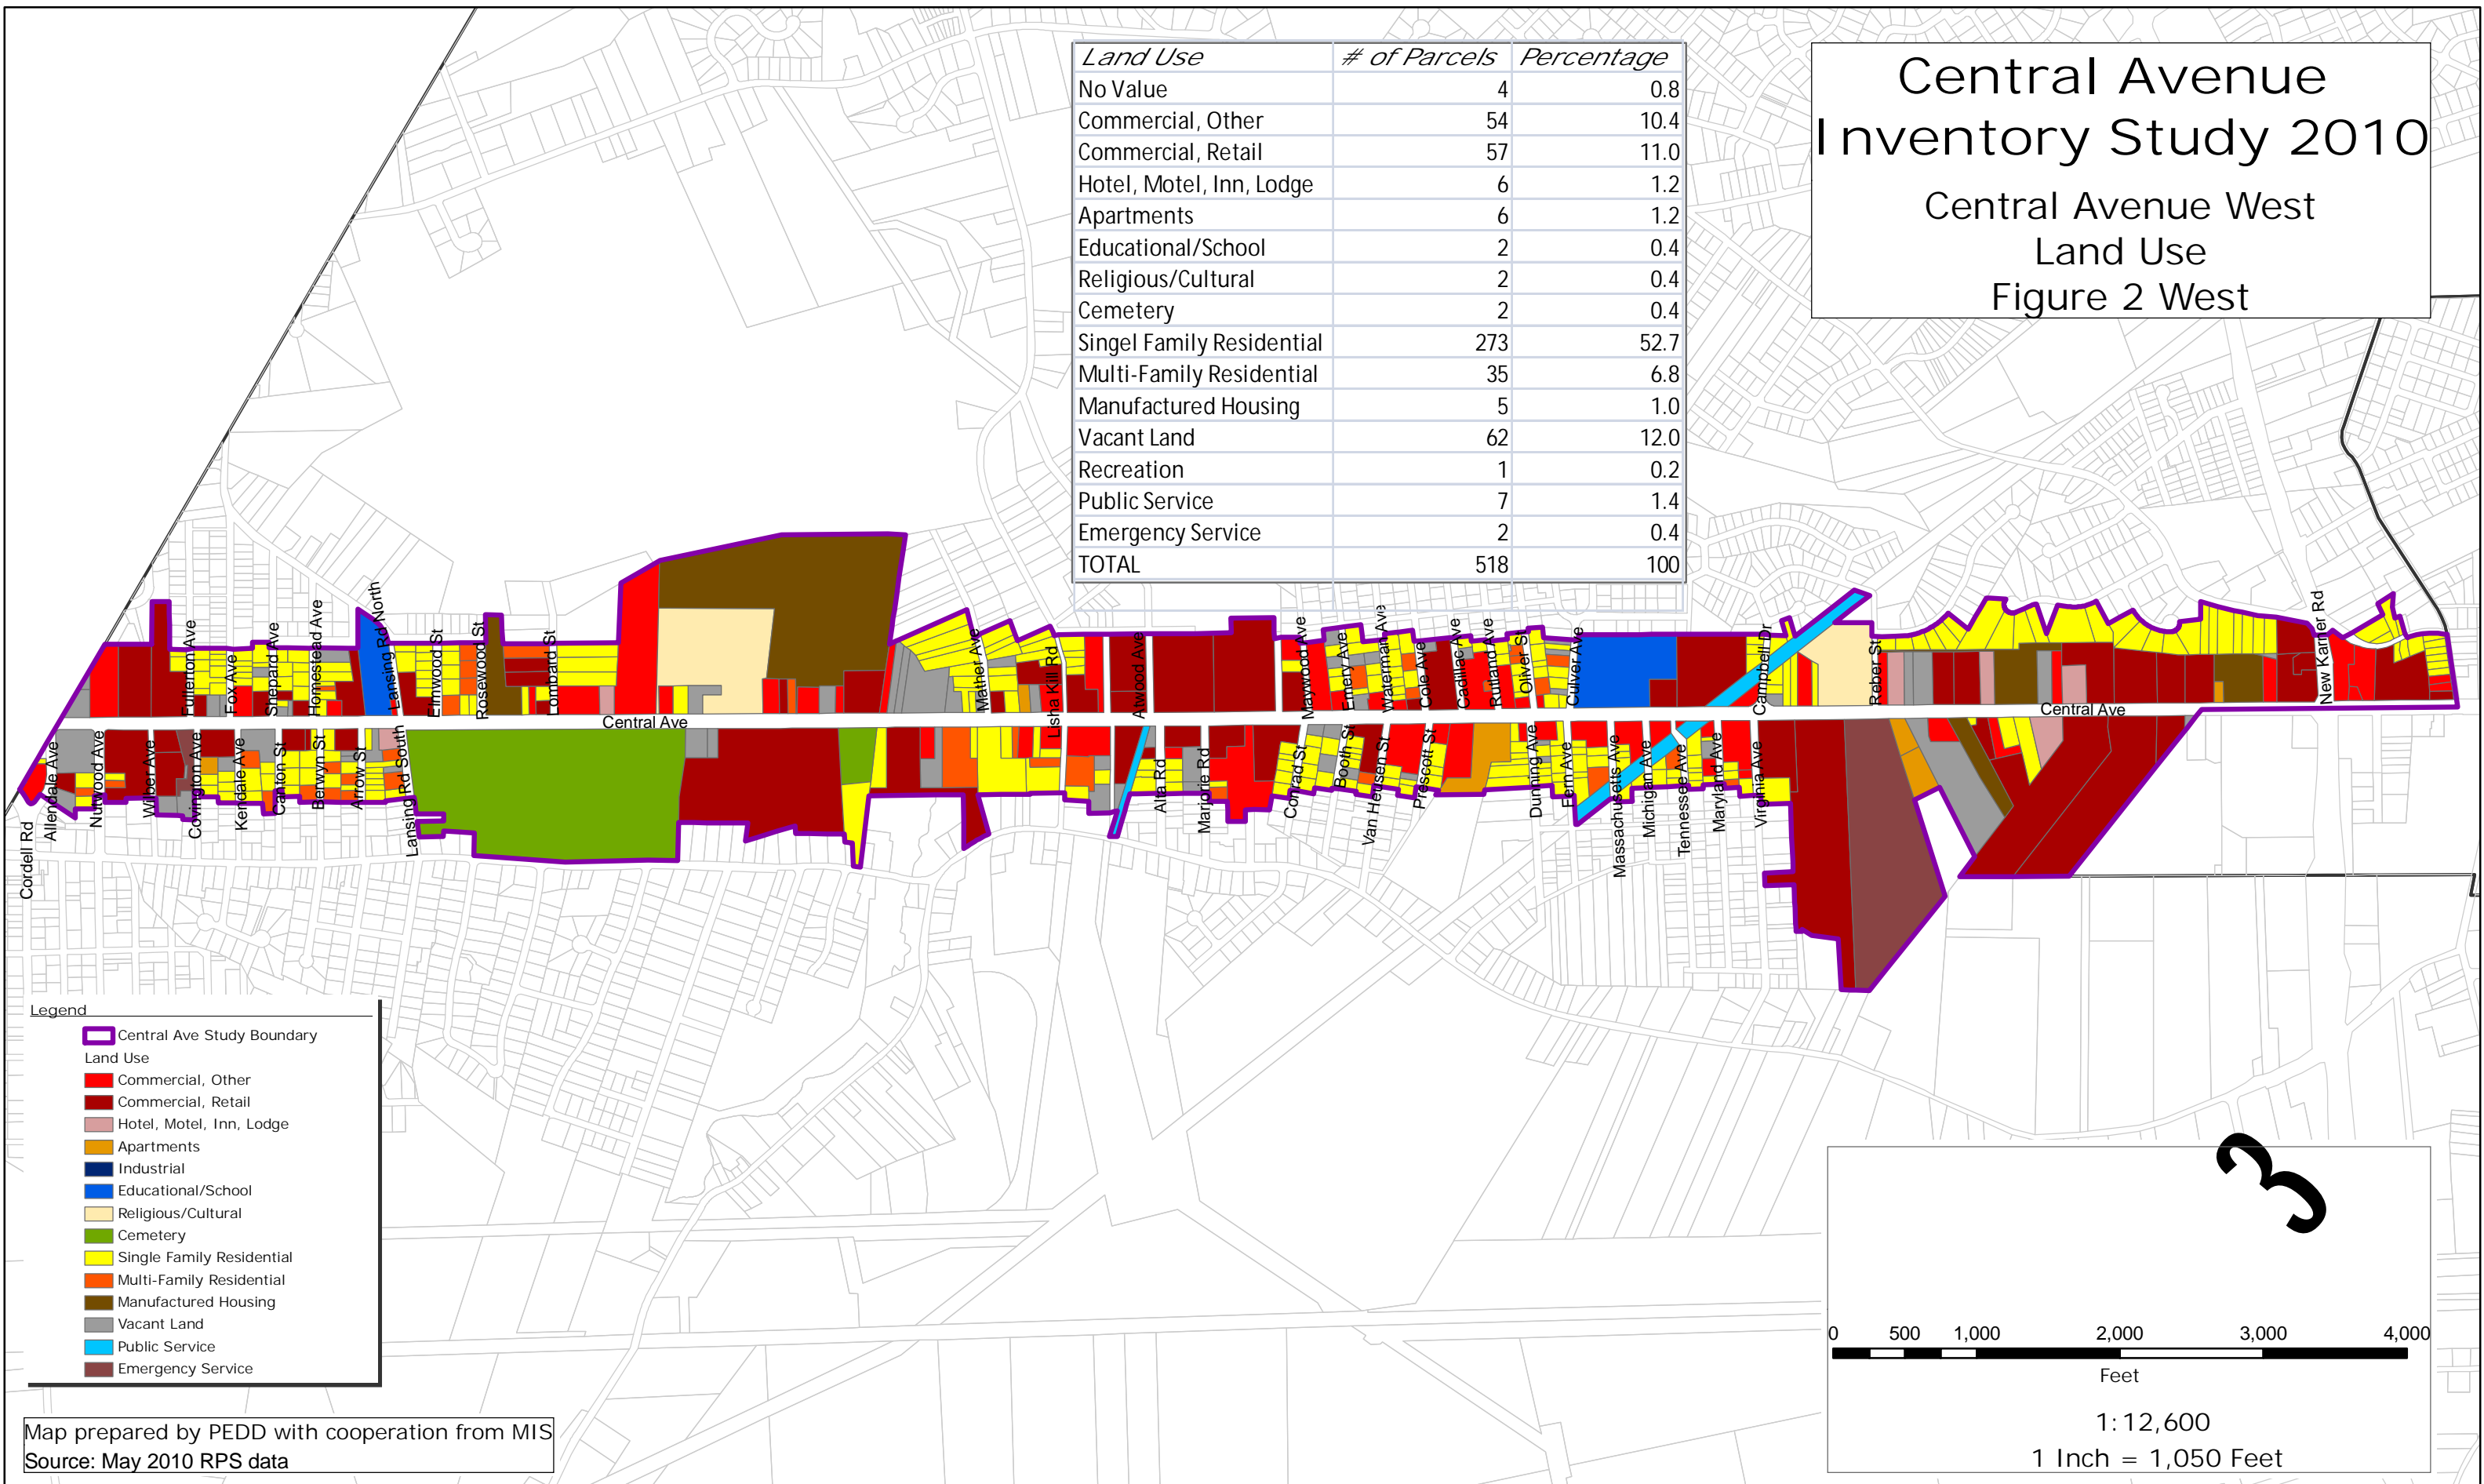 Central Avenue
Inventory Study 2010
Central Avenue West
Land Use
Figure 2 West
Land Use # of Parcels Percentage
No Value 4 0.8
Commercial, Other 54 10.4
Commercial, Retail 57 11.0
Hotel, Motel, Inn, Lodge 6 1.2
Apartments 6 1.2
Educational/School 2 0.4
Religious/Cultural 2 0.4
Cemetery 2 0.4
Singel Family Residential 273 52.7
Multi-Family Residential 35 6.8
Manufactured Housing 5 1.0
Vacant Land 62 12.0
Recreation 1 0.2
Public Service 7 1.4
Emergency Service 2 0.4
TOTAL 518 100
Fullerton Ave
Fox Ave
Shepard Ave
Homestead Ave
Lansing Rd North
Elmwood St
Rosewood St
Lombard St
Mather Ave
Lisha Kill Rd
Atwood Ave
Maywood Ave
Emery Ave
Waterman Ave
Cole Ave
Cadillac Ave
Rutland Ave
Oliver St
Culver Ave
Campbell Dr
Reber St
New Karner Rd
Central Ave
Central Ave
Cordell Rd
Allendale Ave
Nutwood Ave
Wilber Ave
Covington Ave
Kendale Ave
Canton St
Berwyn St
Arrow St
Lansing Rd South
Alta Rd
Marjorie Rd
Conrad St
Booth St
Van Heusen St
Prescott St
Dunning Ave
Fern Ave
Massachusetts Ave
Michigan Ave
Tennessee Ave
Maryland Ave
Virginia Ave
Legend
Central Ave Study Boundary
Land Use
Commercial, Other
Commercial, Retail
Hotel, Motel, Inn, Lodge
Apartments
Industrial
Educational/School
Religious/Cultural
Cemetery
Single Family Residential
Multi-Family Residential
Manufactured Housing
Vacant Land
Public Service
Emergency Service
Map prepared by PEDD with cooperation from MIS
Source: May 2010 RPS data
3
0 500 1,000 2,000 3,000 4,000
Feet
1:12,600
1 Inch = 1,050 Feet